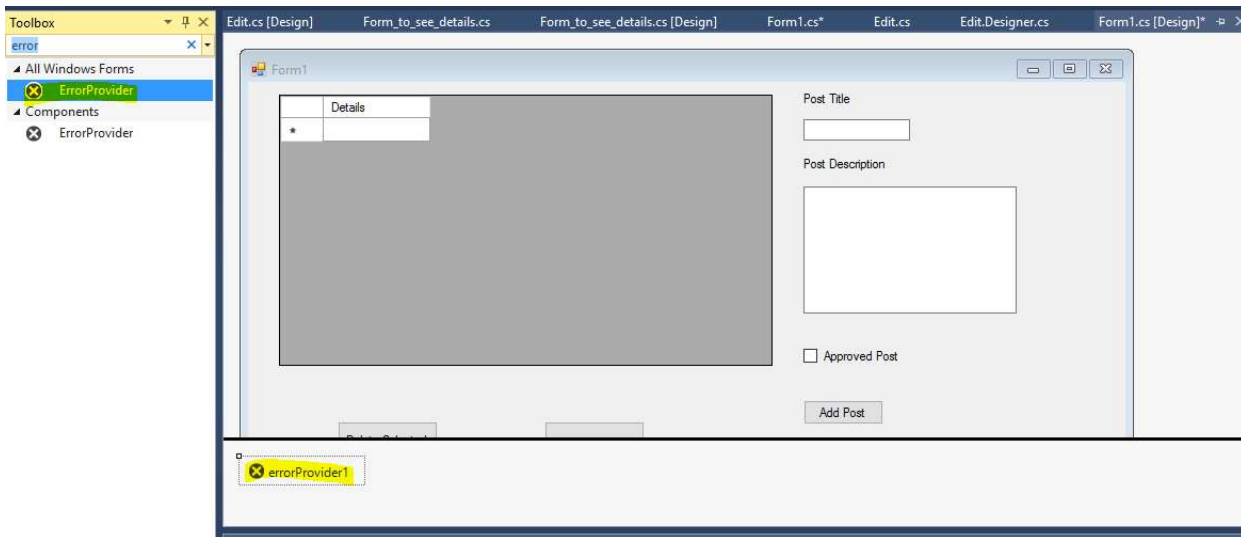 Toolbox
error
All Windows Forms
ErrorProvider
Components
ErrorProvider
Edit.cs [Design] Form_to_see_details.cs Form_to_see_details.cs [Design] Form1.cs* Edit.cs Edit.Designer.cs Form1.cs [Design]*
Form1
Details
*
Post Title
Post Description
Approved Post
Add Post
errorProvider1